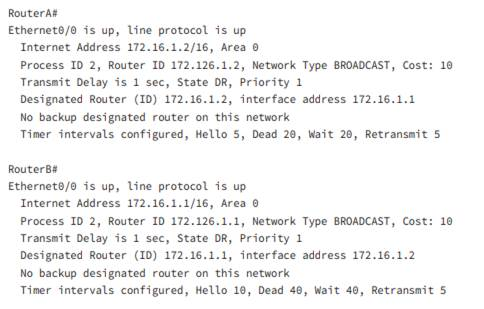 RouterA#
Ethernet0/0 is up, line protocol is up
Internet Address 172.16.1.2/16, Area 0
Process ID 2, Router ID 172.126.1.2, Network Type BROADCAST, Cost: 10
Transmit Delay is 1 sec, State DR, Priority 1
Designated Router (ID) 172.16.1.2, interface address 172.16.1.1
No backup designated router on this network
Timer intervals configured, Hello 5, Dead 20, Wait 20, Retransmit 5
RouterB#
Ethernet0/0 is up, line protocol is up
Internet Address 172.16.1.1/16, Area 0
Process ID 2, Router ID 172.126.1.1, Network Type BROADCAST, Cost: 10
Transmit Delay is 1 sec, State DR, Priority 1
Designated Router (ID) 172.16.1.1, interface address 172.16.1.2
No backup designated router on this network
Timer intervals configured, Hello 10, Dead 40, Wait 40, Retransmit 5